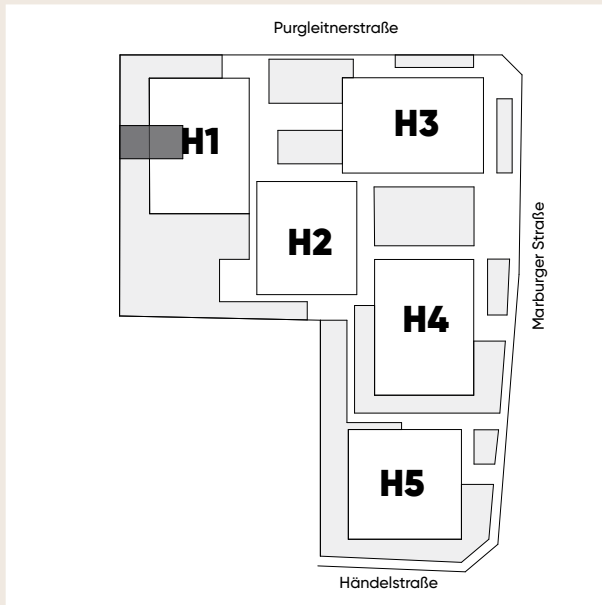 Purgleitnerstraße
H1
H3
H2
Marburger Straße
H4
H5
Händelstraße